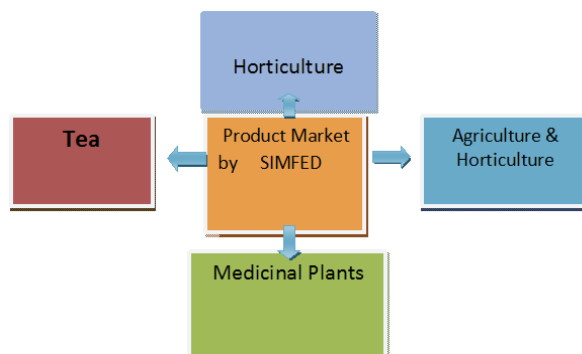 Horticulture
Tea
Product Market
by SIMFED
Agriculture &
Horticulture
Medicinal Plants